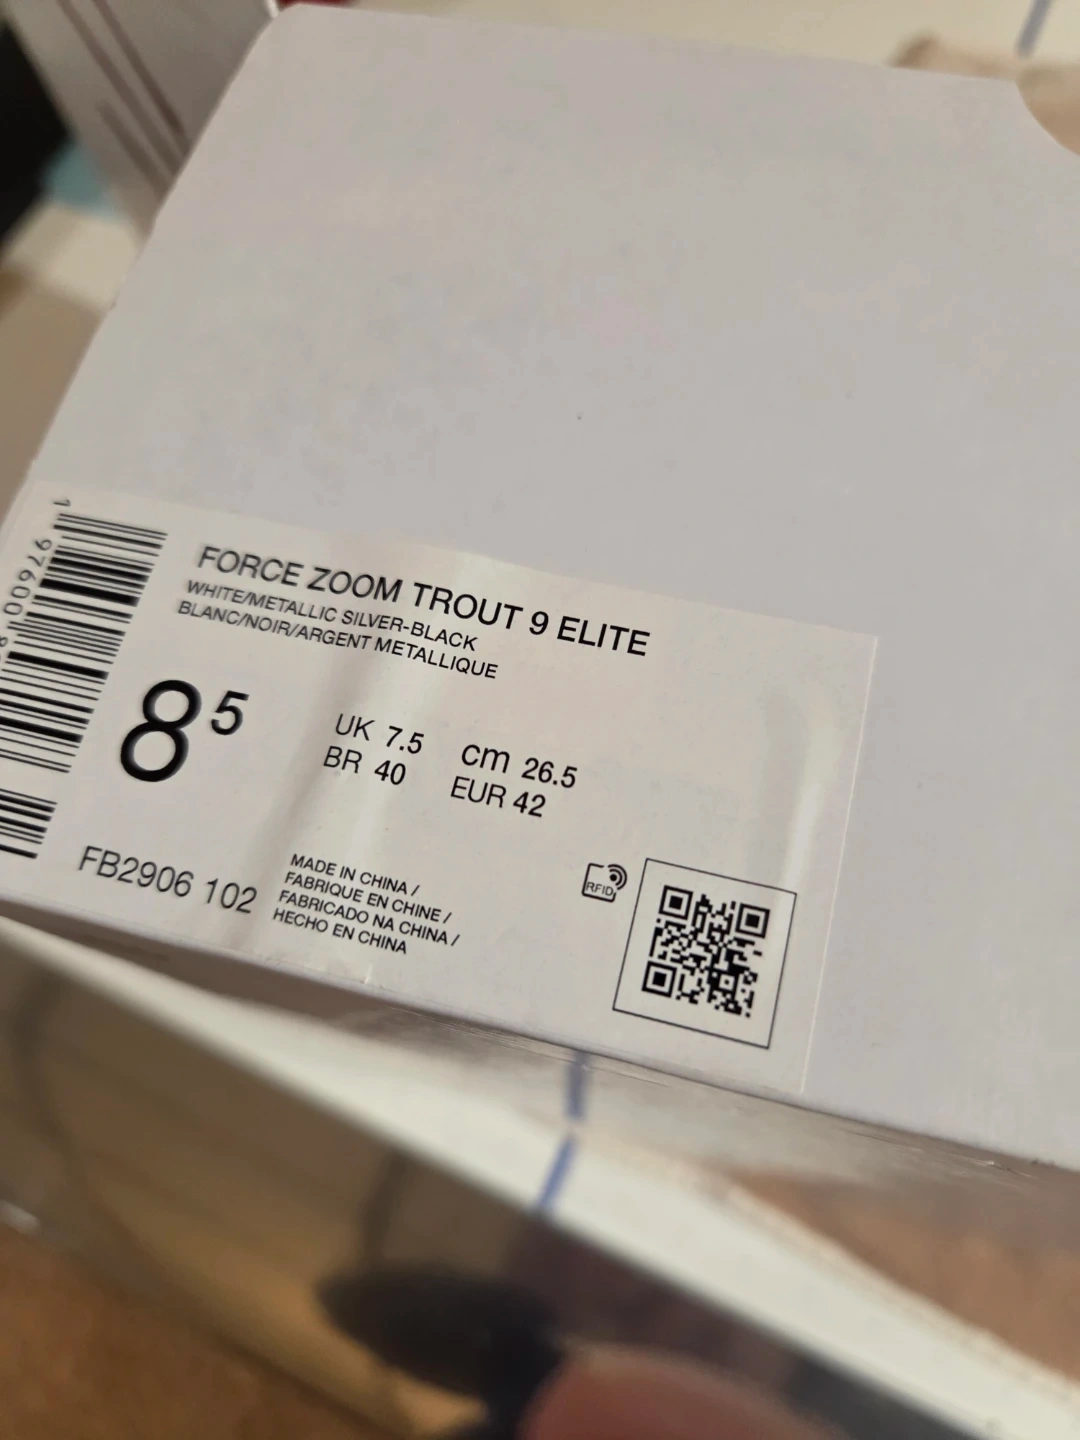 FORCE ZOOM TROUT 9 ELITE
WHITE/METALLIC SILVER-BLACK
BLANC/NOIR/ARGENT METALLIQUE
8⁵
UK 7.5 cm 26.5
BR 40 EUR 42
FB2906 102
MADE IN CHINA /
FABRIQUE EN CHINE /
FABRICADO NA CHINA /
HECHO EN CHINA
RFID